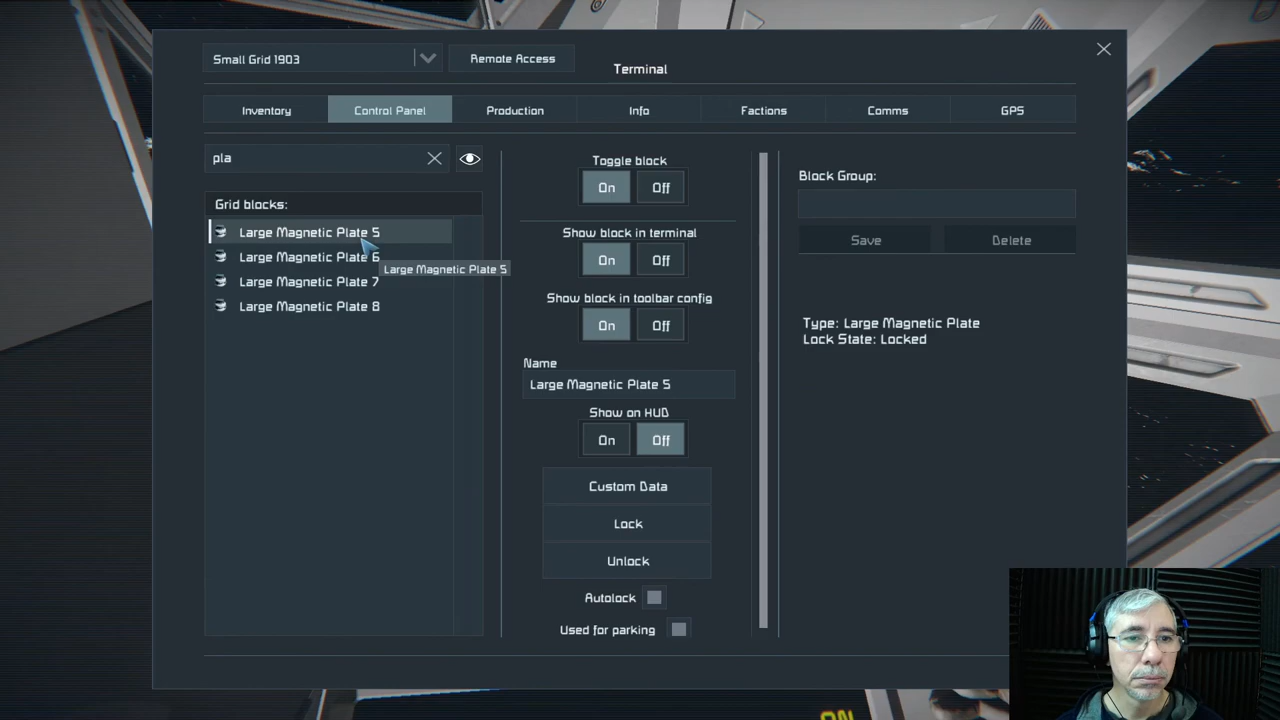 Small Grid 1903
Remote Access
Terminal
Inventory
Control Panel
Production
Info
Factions
Comms
GPS
pla
Grid blocks:
Large Magnetic Plate 5
Large Magnetic Plate 6
Large Magnetic Plate 5
Large Magnetic Plate 7
Large Magnetic Plate 8
Toggle block
On Off
Show block in terminal
On Off
Show block in toolbar config
On Off
Name
Large Magnetic Plate 5
Show on HUD
On Off
Custom Data
Lock
Unlock
Autolock
Used for parking
Block Group:
Save
Delete
Type: Large Magnetic Plate
Lock State: Locked
ON